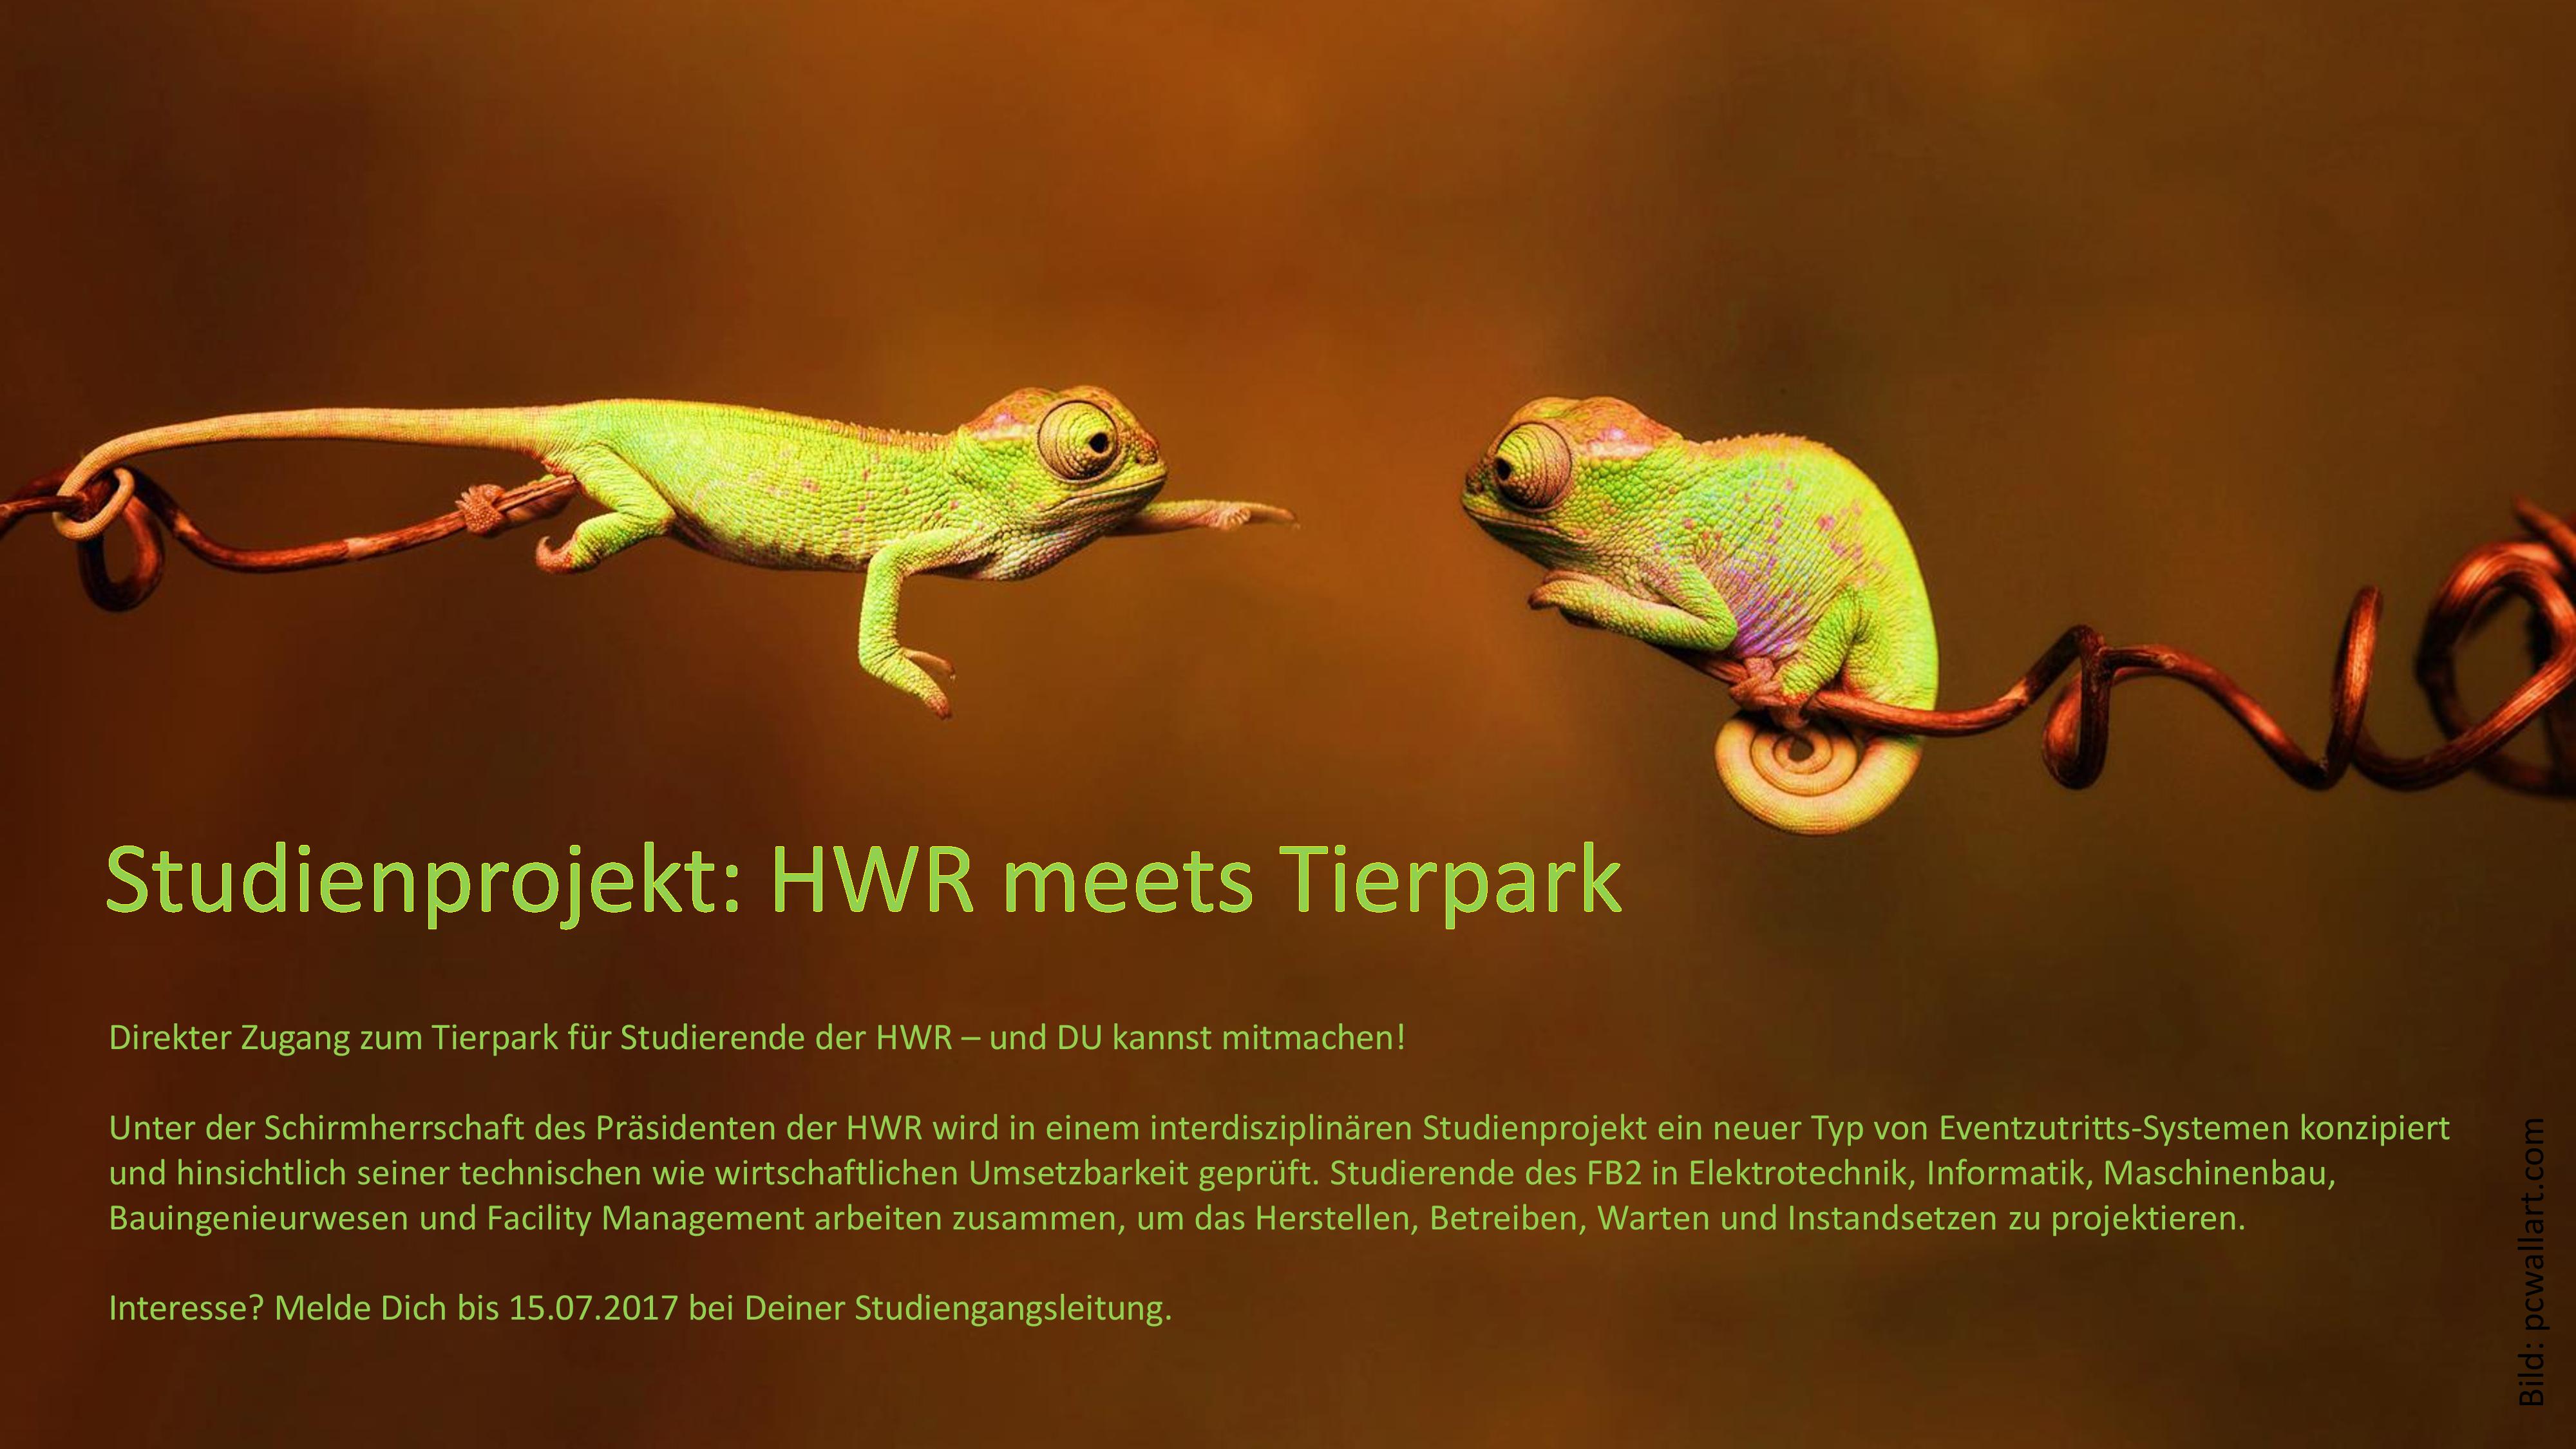 Studienprojekt: HWR meets Tierpark
Direkter Zugang zum Tierpark für Studierende der HWR – und DU kannst mitmachen!
Unter der Schirmherrschaft des Präsidenten der HWR wird in einem interdisziplinären Studienprojekt ein neuer Typ von Eventzutritts-Systemen konzipiert
und hinsichtlich seiner technischen wie wirtschaftlichen Umsetzbarkeit geprüft. Studierende des FB2 in Elektrotechnik, Informatik, Maschinenbau,
Bauingenieurwesen und Facility Management arbeiten zusammen, um das Herstellen, Betreiben, Warten und Instandsetzen zu projektieren.
Interesse? Melde Dich bis 15.07.2017 bei Deiner Studiengangsleitung.
Bild: pcwallart.com